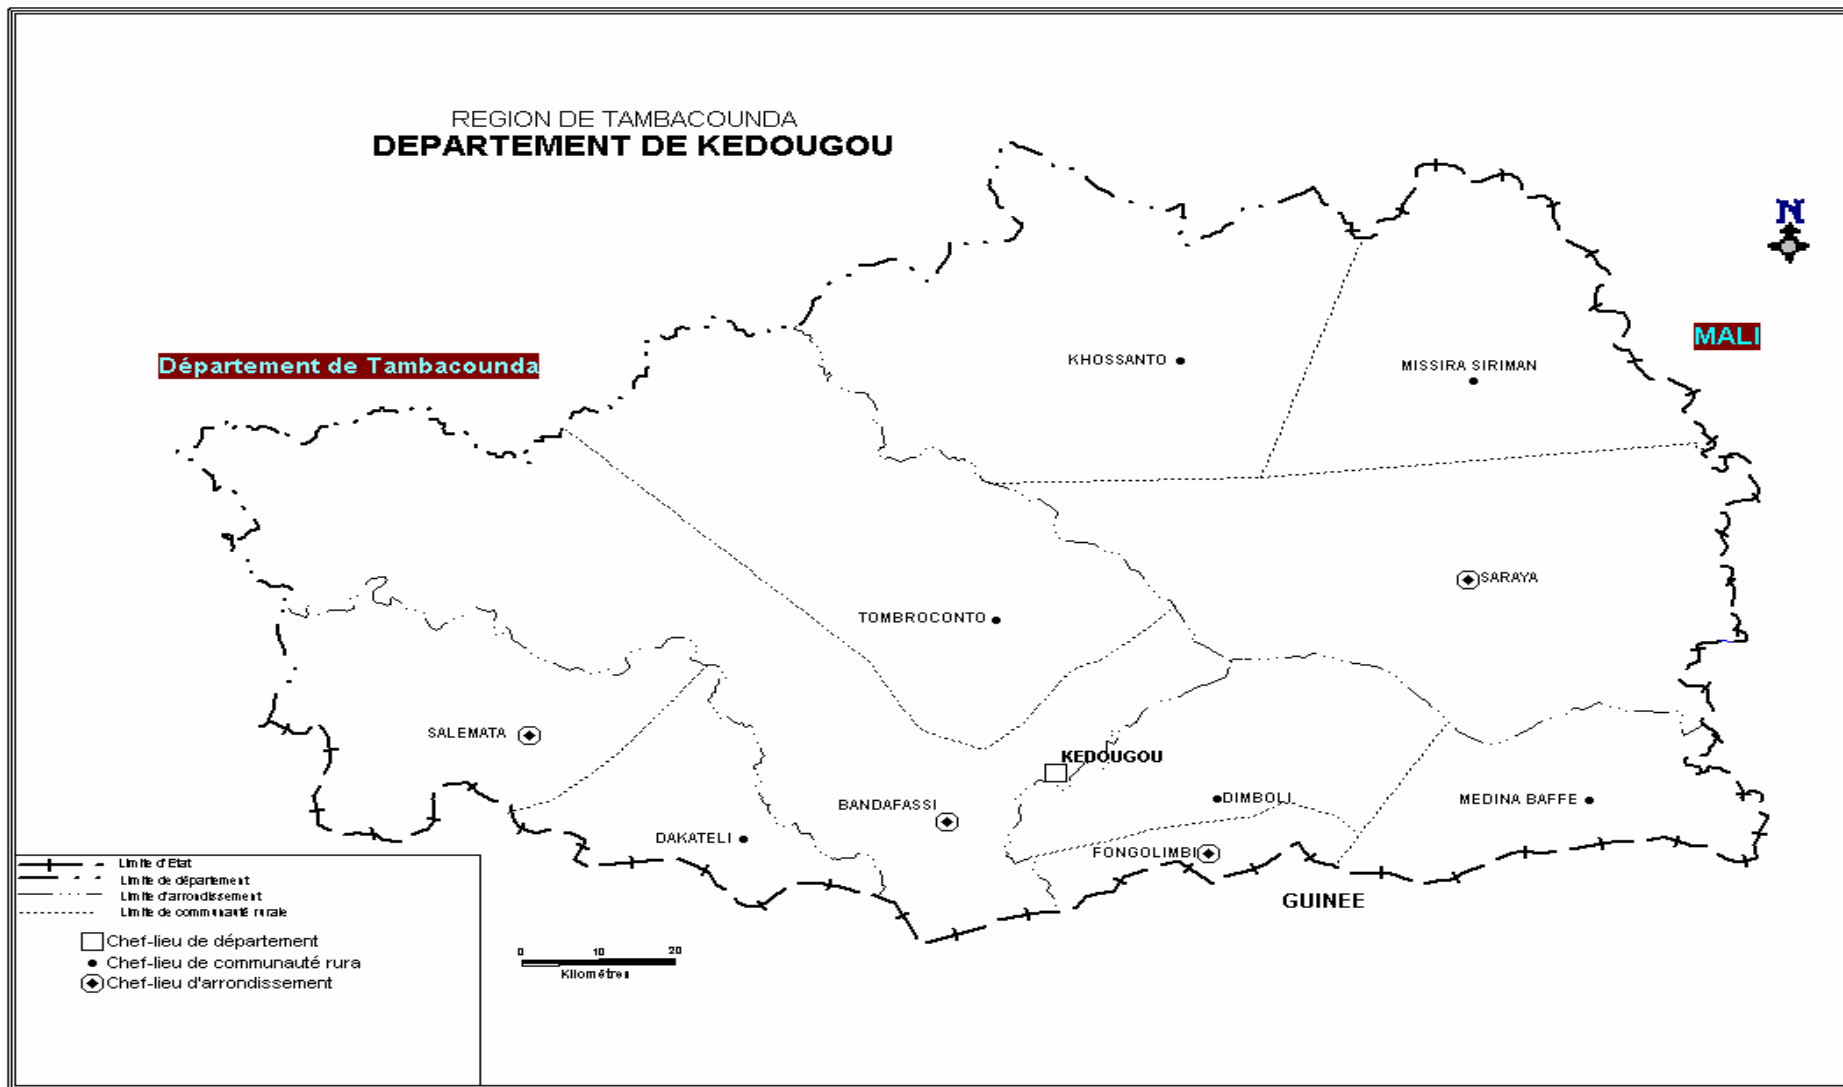 REGION DE TAMBACOUNDA
DEPARTEMENT DE KEDOUGOU
N
MALI
Département de Tambacounda
KHOSSANTO
MISSIRA SIRIMAN
SARAYA
TOMBROCONTO
SALEMATA
KEDOUGOU
BANDAFASSI
DIMBOLI
MEDINA BAFFE
DAKATELI
FONGOLIMBI
GUINEE
Limite d'Etat
Limite de département
Limite d'arrondissement
Limite de communauté rurale
Chef-lieu de département
Chef-lieu de communauté rura
Chef-lieu d'arrondissement
0 10 20
Kilométres